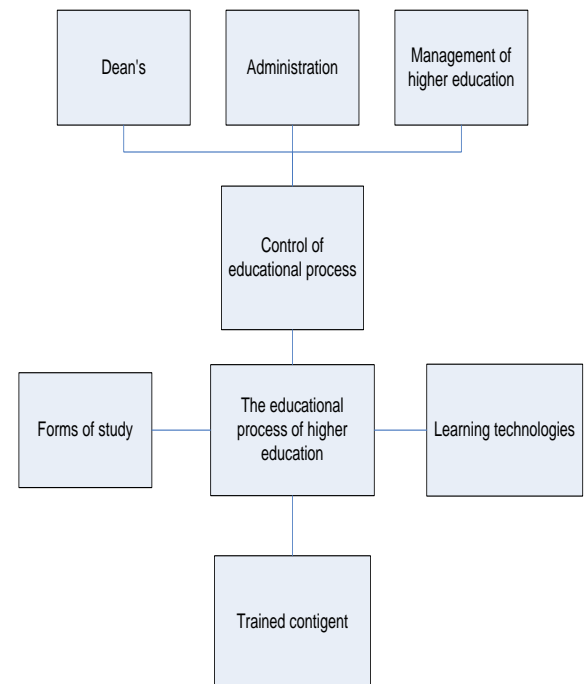 Dean's
Administration
Management of
higher education
Control of
educational process
Forms of study
The educational
process of higher
education
Learning technologies
Trained contigent